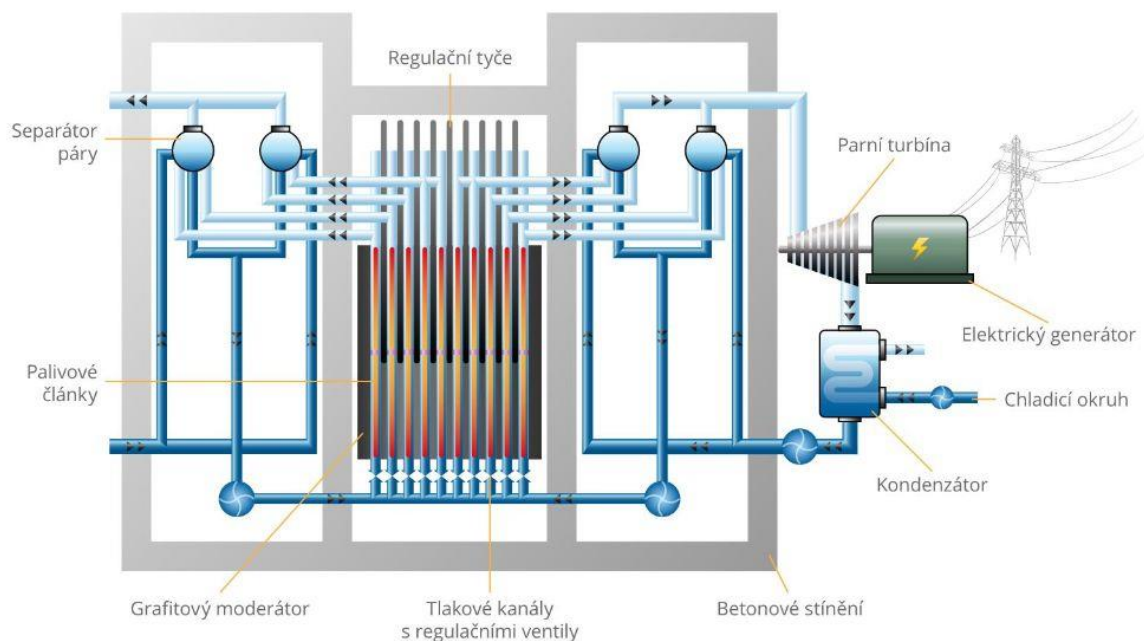 Regulační tyče
Separátor
páry
Parní turbína
Elektrický generátor
Palivové
články
Chladicí okruh
Kondenzátor
Grafitový moderátor
Tlakové kanály
s regulačními ventily
Betonové stínění